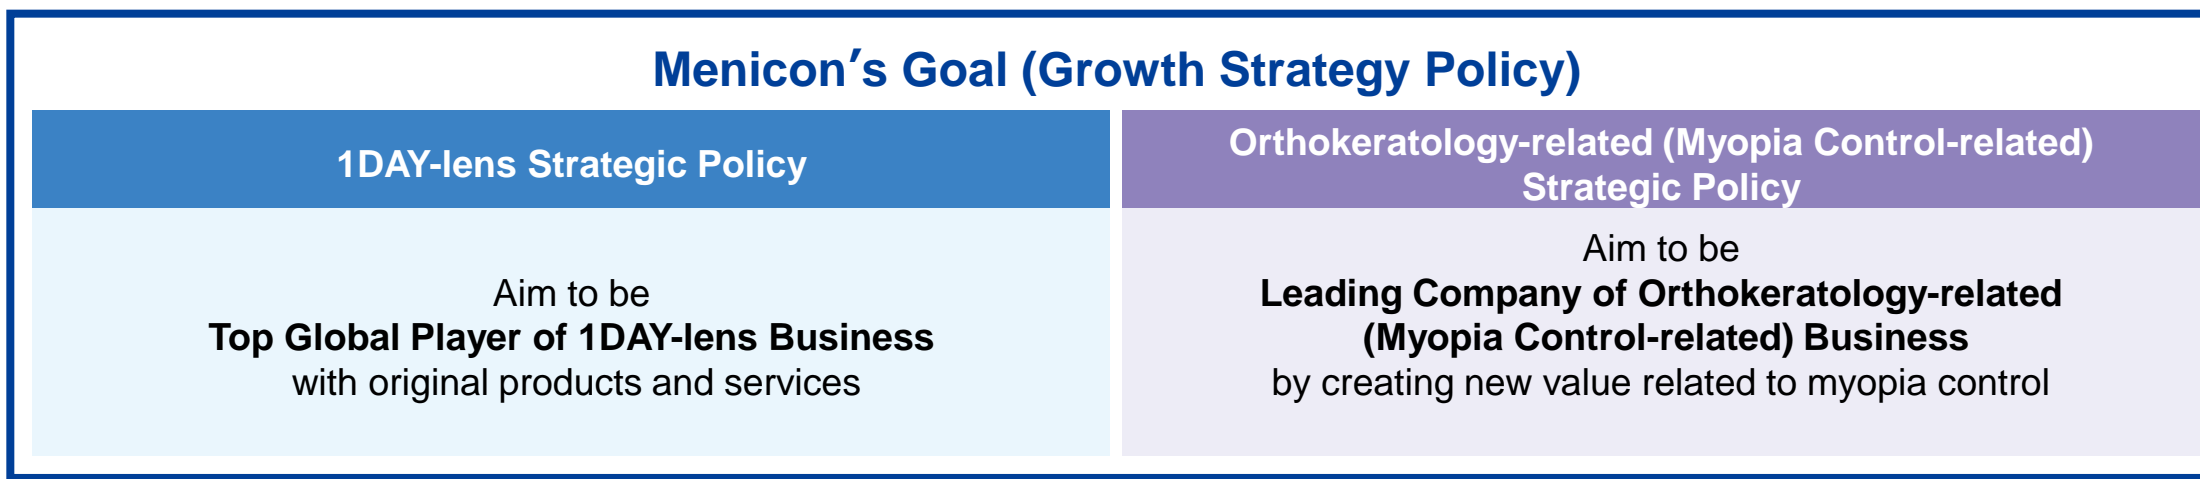 Menicon′s Goal (Growth Strategy Policy)
1DAY-lens Strategic Policy
Aim to be
Top Global Player of 1DAY-lens Business
with original products and services
Orthokeratology-related (Myopia Control-related)
Strategic Policy
Aim to be
Leading Company of Orthokeratology-related
(Myopia Control-related) Business
by creating new value related to myopia control